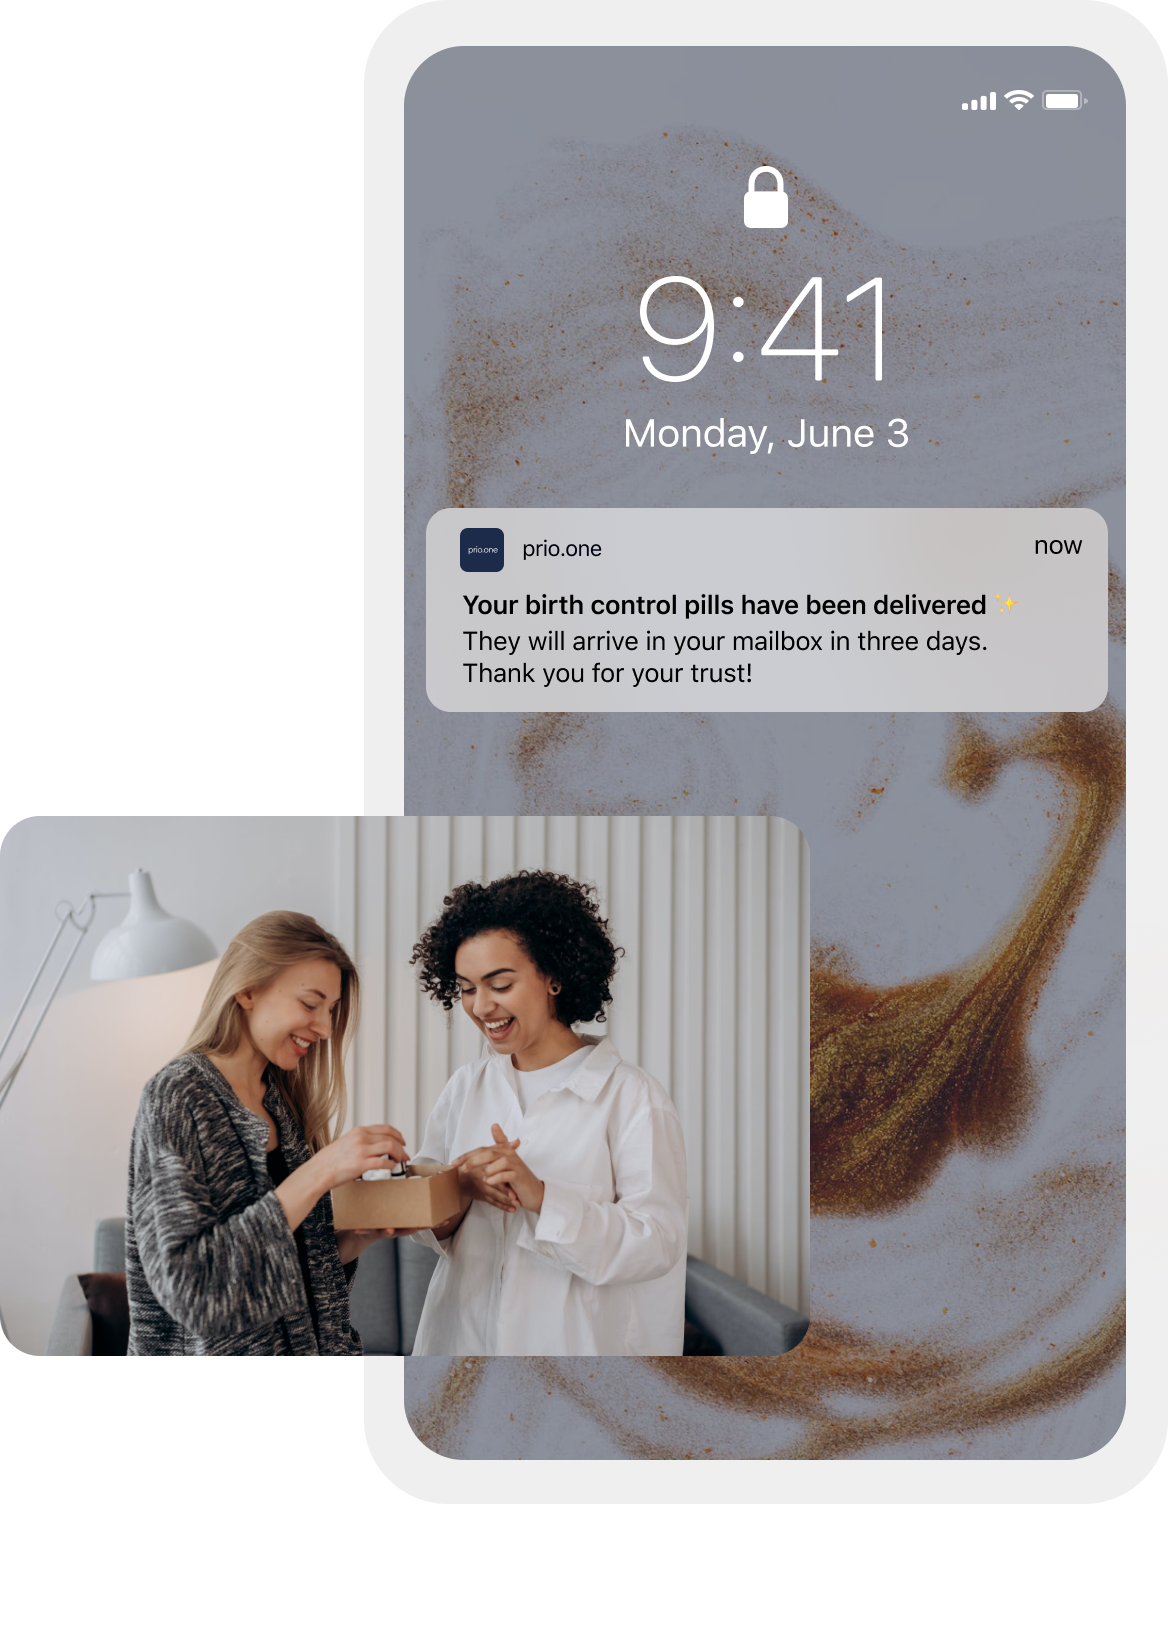 9:41
Monday, June 3
prio.one
prio.one
now
Your birth control pills have been delivered ✨
They will arrive in your mailbox in three days.
Thank you for your trust!